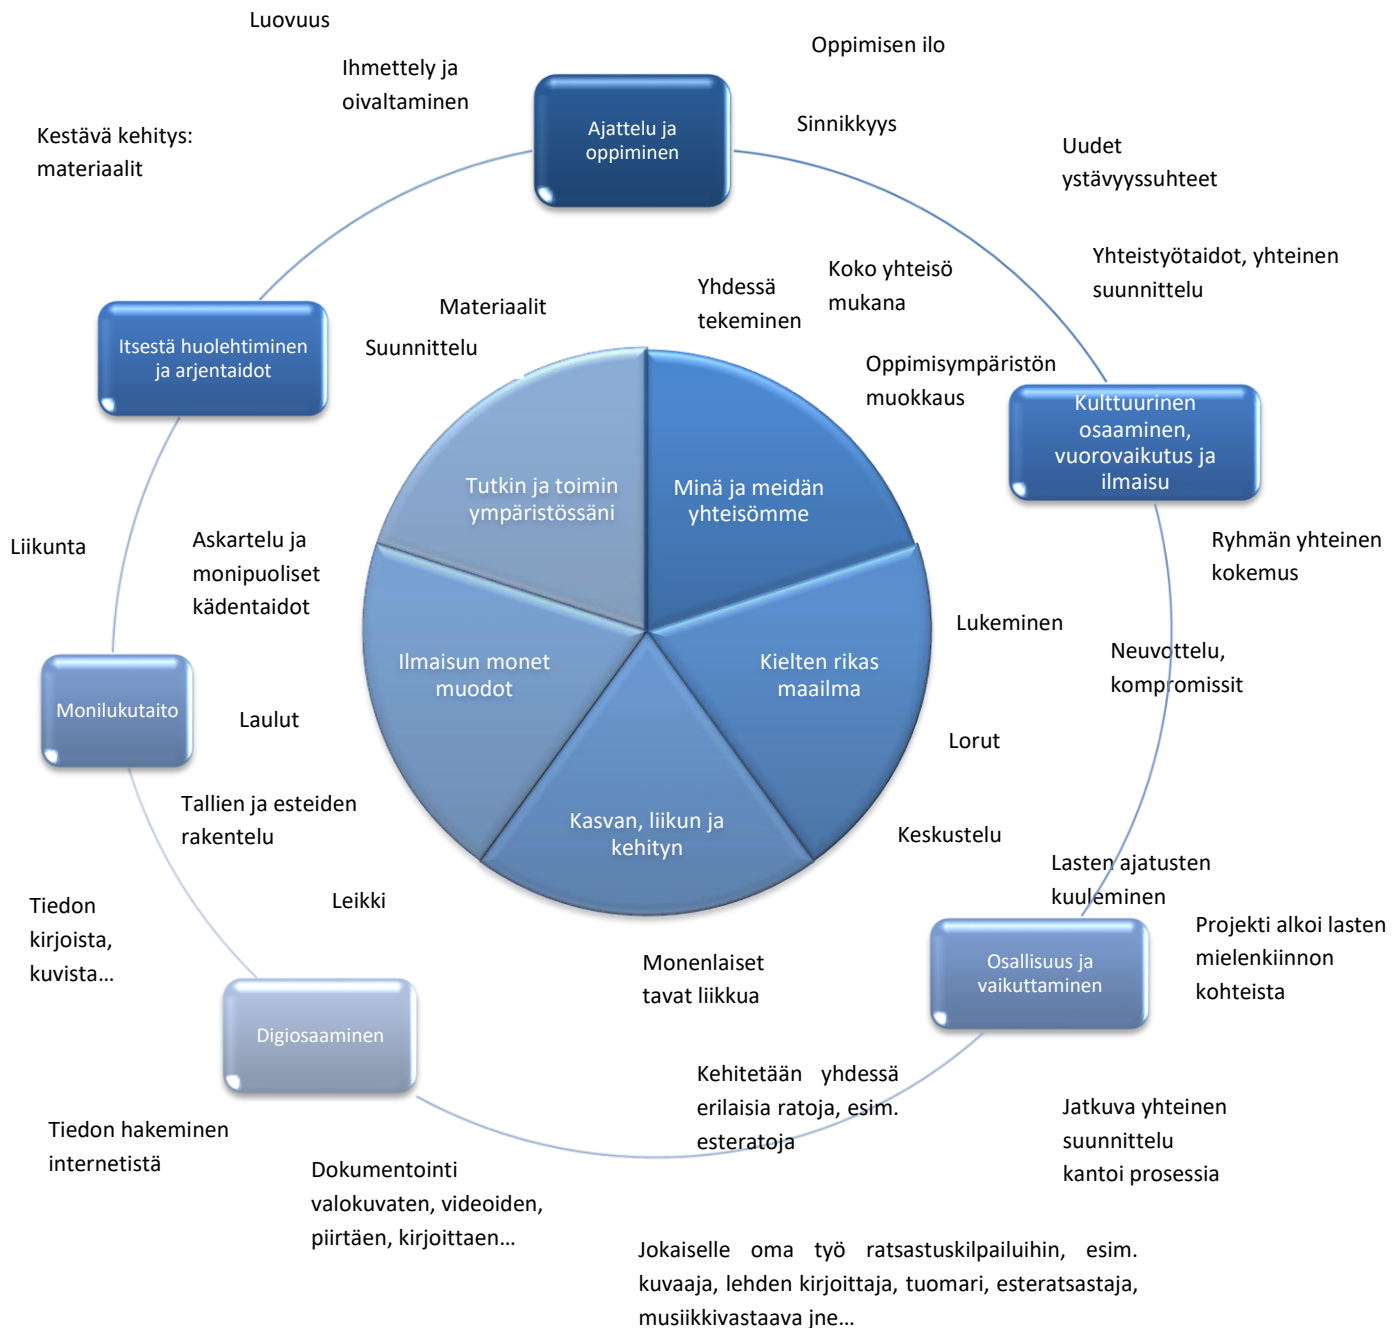 Luovuus
Oppimisen ilo
Ihmettely ja
oivaltaminen
Ajattelu ja
oppiminen
Sinnikkyys
Kestävä kehitys:
materiaalit
Uudet
ystävyyssuhteet
Yhteistyötaidot, yhteinen
suunnittelu
Koko yhteisö
mukana
Yhdessä
tekeminen
Materiaalit
Suunnittelu
Itsestä huolehtiminen
ja arjentaidot
Oppimisympäristön
muokkaus
Kulttuurinen
osaaminen,
vuorovaikutus ja
ilmaisu
Tutkin ja toimin
ympäristössäni
Minä ja meidän
yhteisömme
Liikunta
Askartelu ja
monipuoliset
kädentaidot
Ryhmän yhteinen
kokemus
Lukeminen
Neuvottelu,
kompromissit
Ilmaisun monet
muodot
Kielten rikas
maailma
Monilukutaito
Laulut
Lorut
Tallien ja esteiden
rakentelu
Kasvan, liikun ja
kehityn
Keskustelu
Lasten ajatusten
kuuleminen
Leikki
Tiedon
kirjoista,
kuvista…
Projekti alkoi lasten
mielenkiinnon
kohteista
Monenlaiset
tavat liikkua
Osallisuus ja
vaikuttaminen
Digiosaaminen
Kehitetään yhdessä
erilaisia ratoja, esim.
esteratoja
Jatkuva yhteinen
suunnittelu
kantoi prosessia
Tiedon hakeminen
internetistä
Dokumentointi
valokuvaten, videoiden,
piirtäen, kirjoittaen…
Jokaiselle oma työ ratsastuskilpailuihin, esim.
kuvaaja, lehden kirjoittaja, tuomari, esteratsastaja,
musiikkivastaava jne…